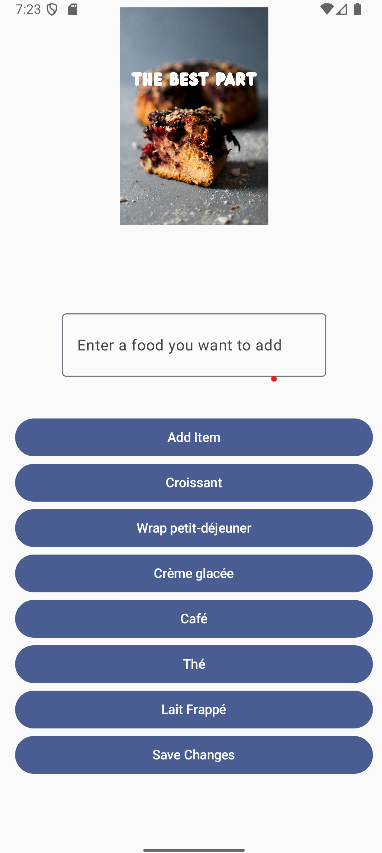 7:23
THE BEST PART
Enter a food you want to add
Add Item
Croissant
Wrap petit-déjeuner
Crème glacée
Café
Thé
Lait Frappé
Save Changes